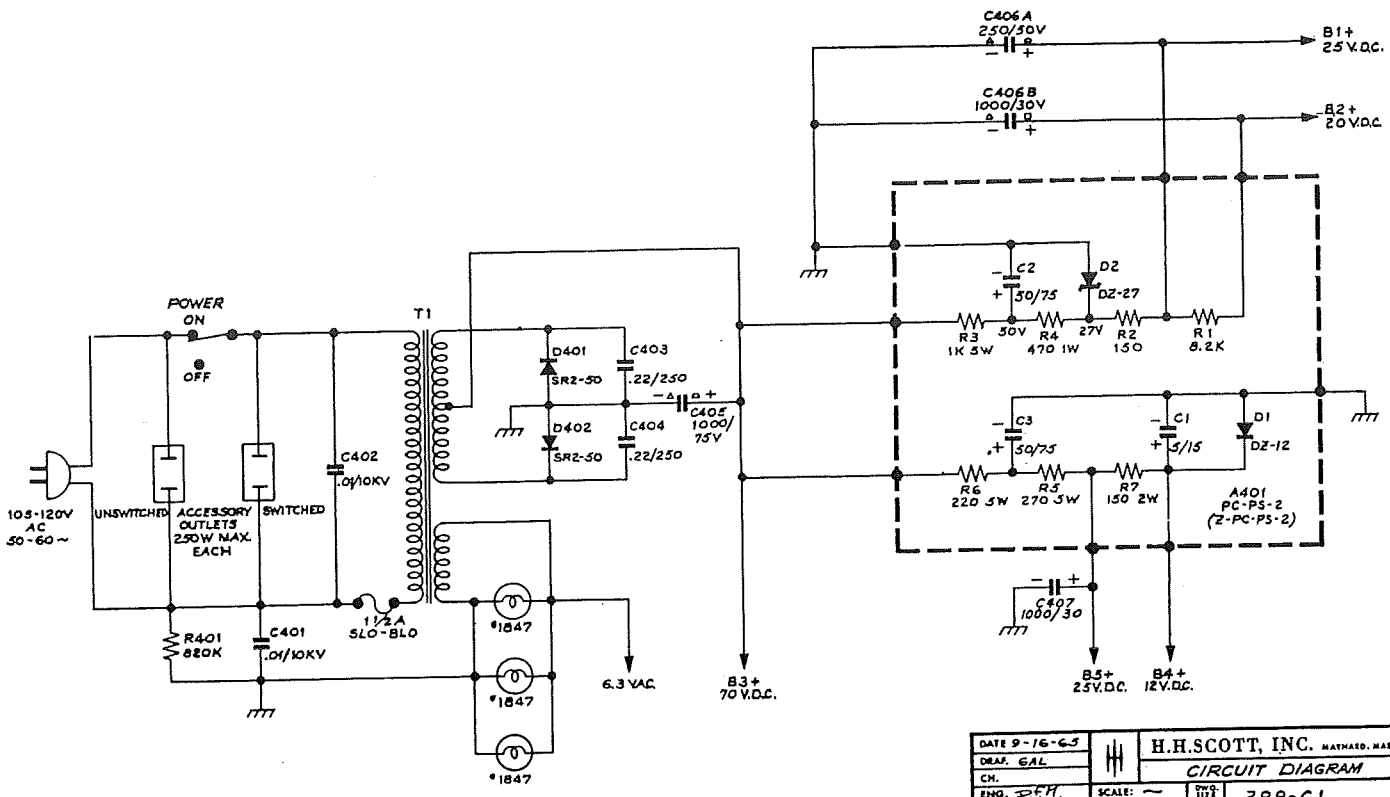 C406A
250/50V
B1+
25 V.D.C.
C406B
1000/30V
B2+
20 V.D.C.
C2
50/75
D2
DZ-27
50V
27V
R3
1K 5W
R4
470 1W
R2
150
R1
8.2K
POWER
ON
OFF
T1
D401
SR2-50
C403
.22/250
C405
1000/
75V
D402
SR2-50
C404
.22/250
C402
.01/10KV
105-120V
AC
50-60~
UNSWITCHED
ACCESSORY
OUTLETS
250W MAX.
EACH
SWITCHED
C3
50/75
C1
5/15
D1
DZ-12
R6
220 5W
R5
270 5W
R7
150 2W
A401
PC-PS-2
(Z-PC-PS-2)
R401
820K
C401
.01/10KV
1 1/2 A
SLO-BLO
#1847
#1847
#1847
6.3 VAC.
B3+
70 V.D.C.
C407
1000/30
B5+
25V.D.C.
B4+
12V.D.C.
DATE 9-16-65
DRAF. GAL
CH.
ENG.
H.H.SCOTT, INC. MAYNARD, MAS
CIRCUIT DIAGRAM
SCALE: ~
DWG.